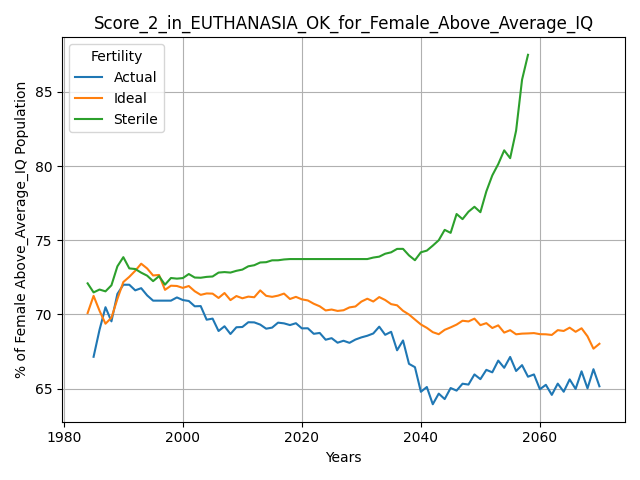 Score_2_in_EUTHANASIA_OK_for_Female_Above_Average_IQ
% of Female Above_Average_IQ Population
Fertility
Actual
Ideal
Sterile
85
80
75
70
65
1980
2000
2020
2040
2060
Years